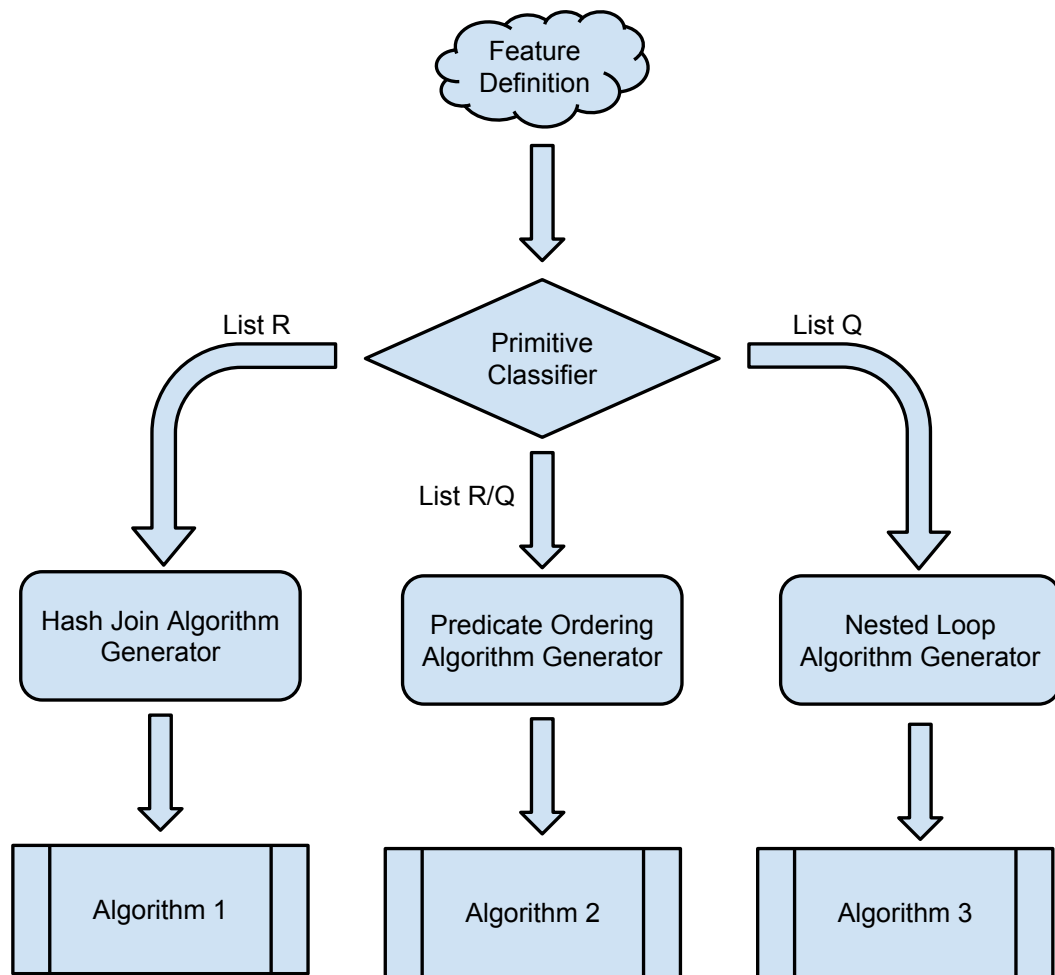 Feature
Definition
List R
List Q
Primitive
Classifier
List R/Q
Hash Join Algorithm
Generator
Predicate Ordering
Algorithm Generator
Nested Loop
Algorithm Generator
Algorithm 1
Algorithm 2
Algorithm 3